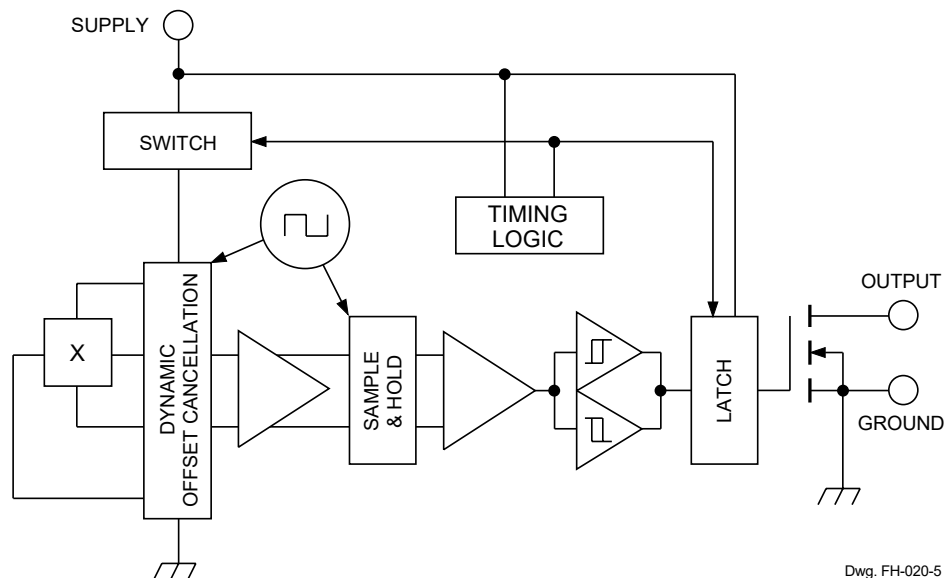 SUPPLY
SWITCH
TIMING
LOGIC
X
DYNAMIC
OFFSET CANCELLATION
SAMPLE
& HOLD
LATCH
OUTPUT
GROUND
Dwg. FH-020-5